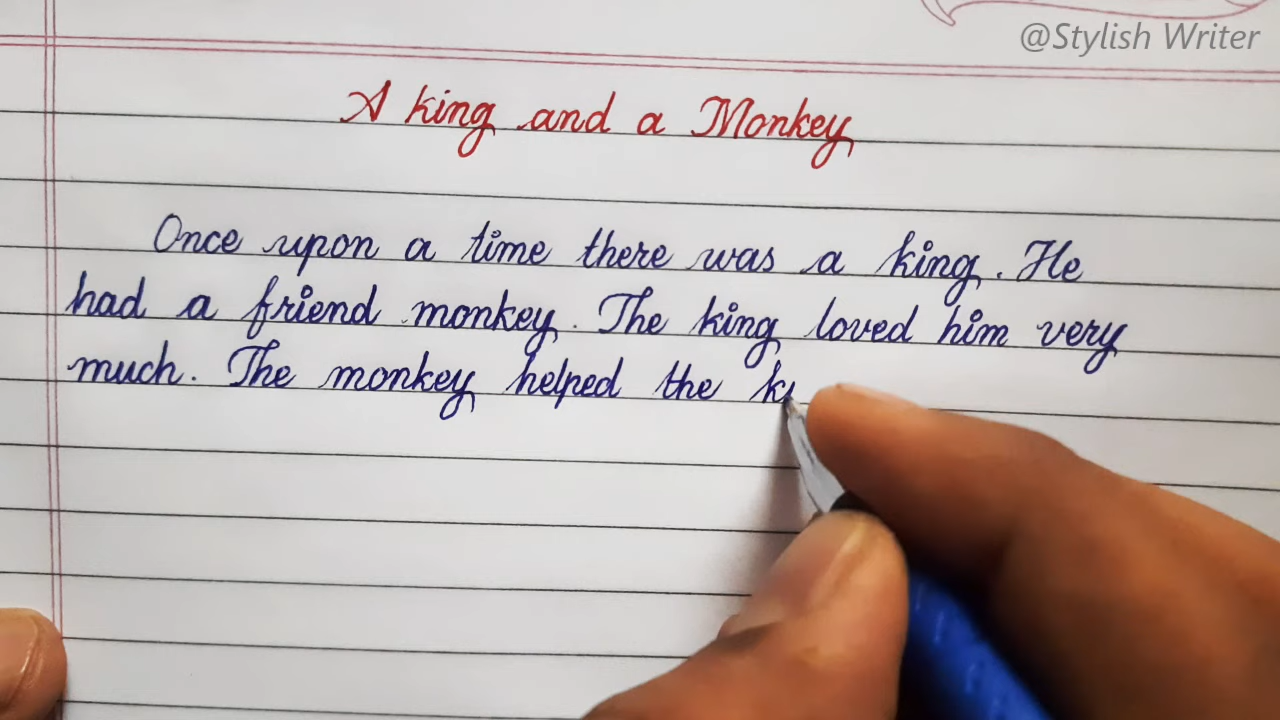 @Stylish Writer
A king and a Monkey
Once upon a time there was a king. He
had a friend monkey. The king loved him very
much. The monkey helped the